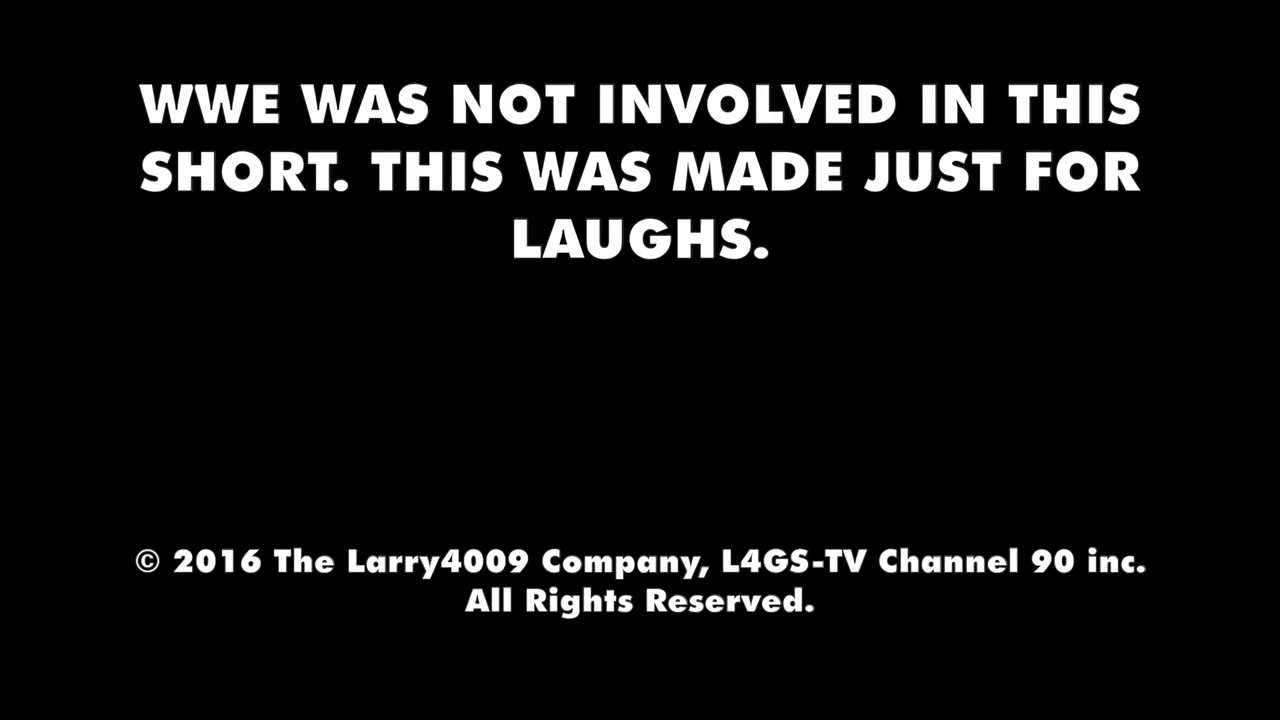 WWE WAS NOT INVOLVED IN THIS
SHORT. THIS WAS MADE JUST FOR
LAUGHS.
© 2016 The Larry4009 Company, L4GS-TV Channel 90 inc.
All Rights Reserved.